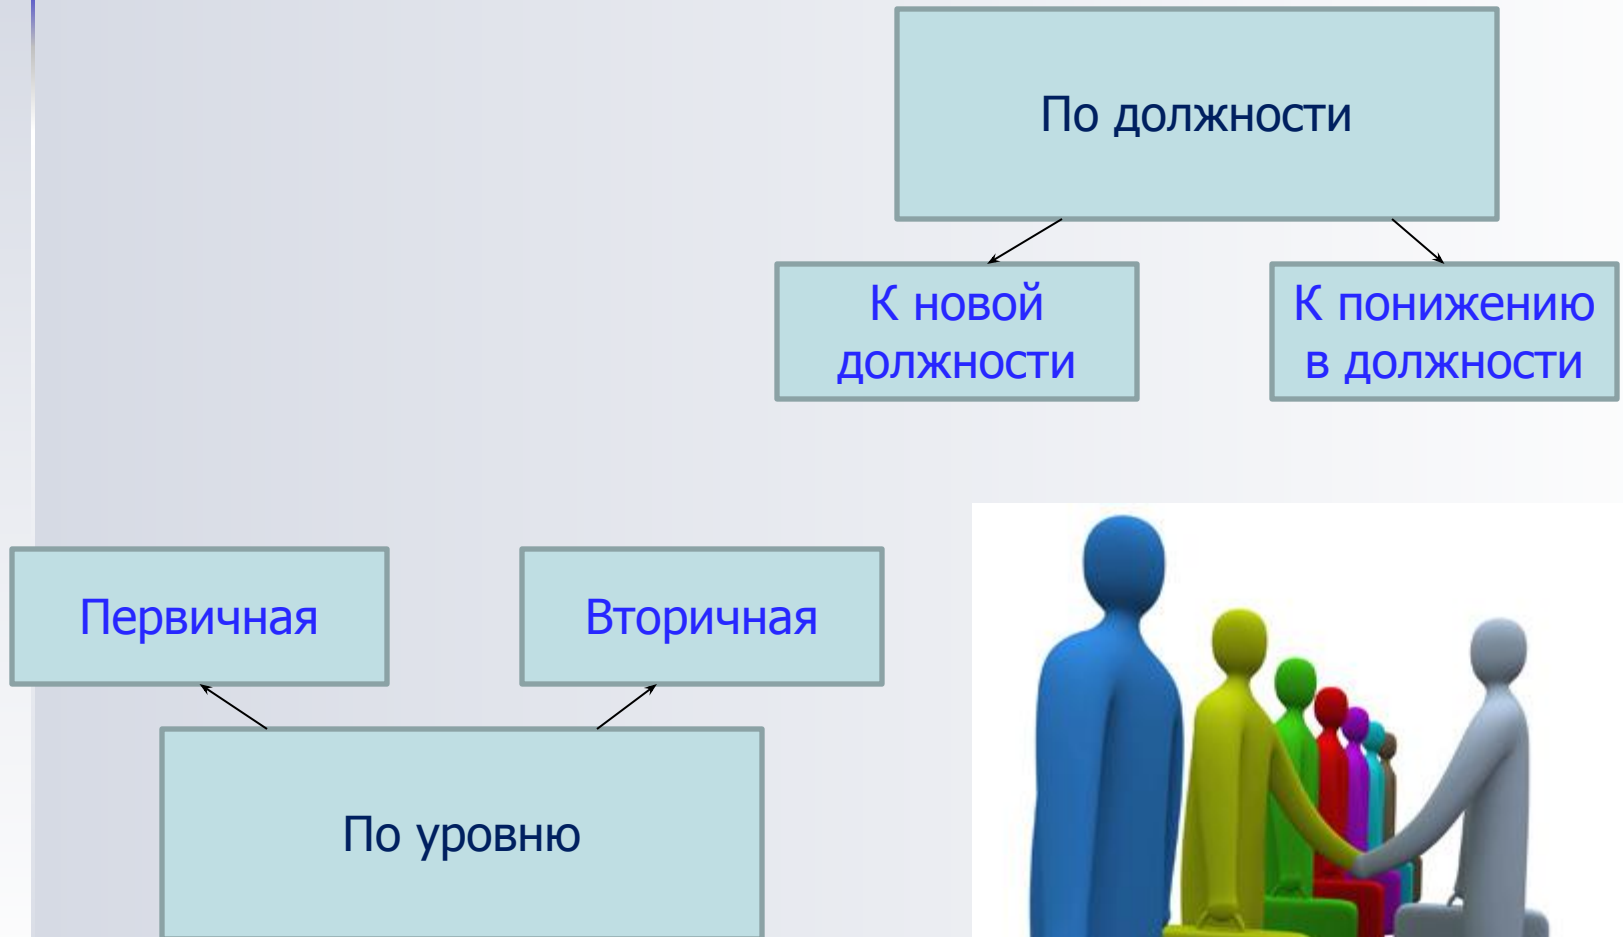 По должности
К новой
должности
К понижению
в должности
Первичная
Вторичная
По уровню